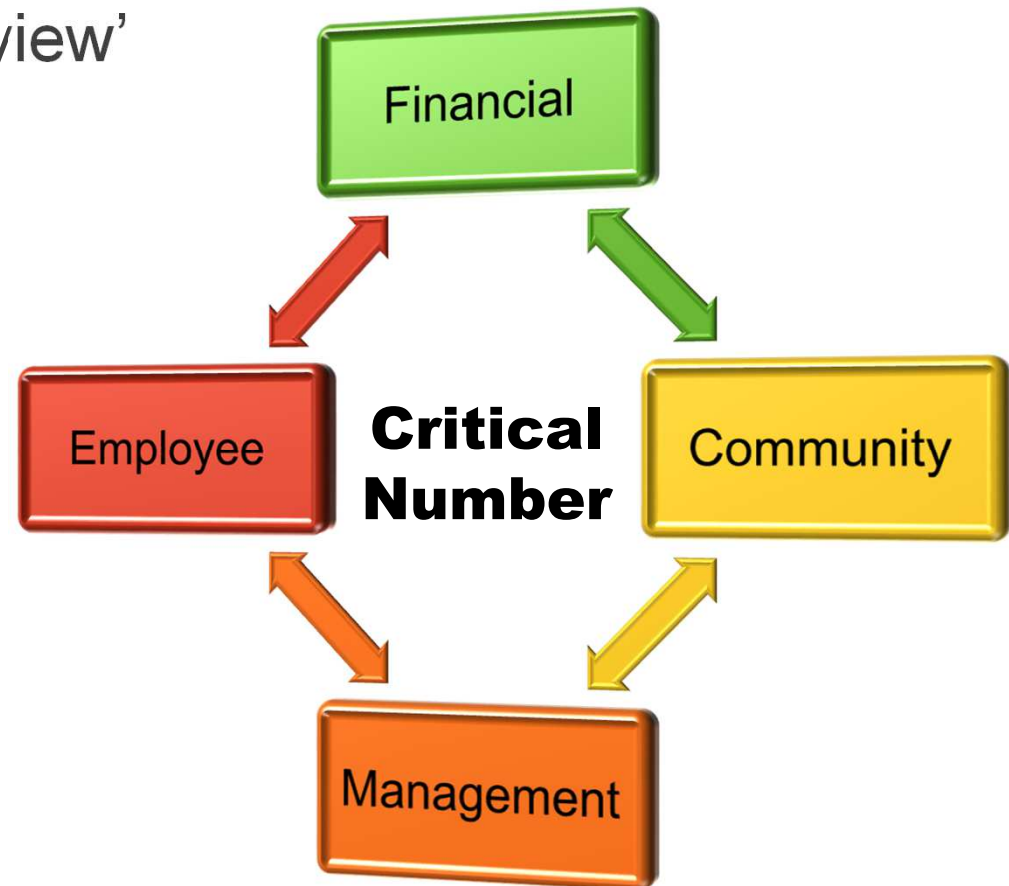 view’
Financial
Employee
Critical
Number
Community
Management